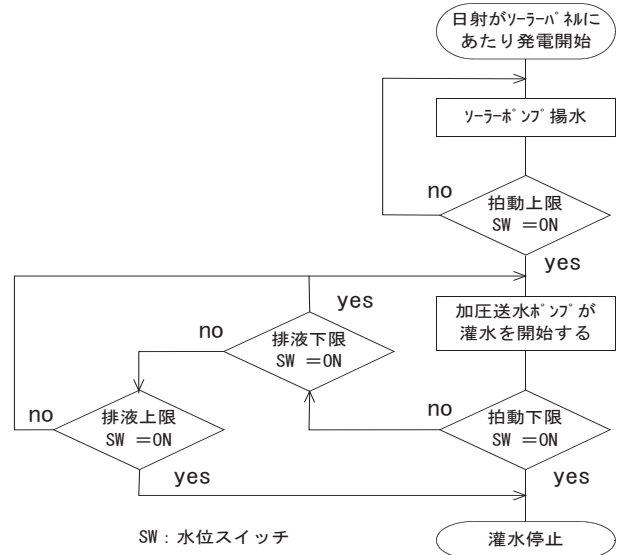 日射がｿｰﾗｰﾊﾟﾈﾙに
あたり発電開始
ｿｰﾗｰﾎﾟﾝﾌﾟ揚水
no
拍動上限
SW =ON
yes
加圧送水ﾎﾟﾝﾌﾟが
灌水を開始する
yes
no
排液下限
SW =ON
no
排液上限
SW =ON
no
拍動下限
SW =ON
yes
yes
SW：水位スイッチ
灌水停止